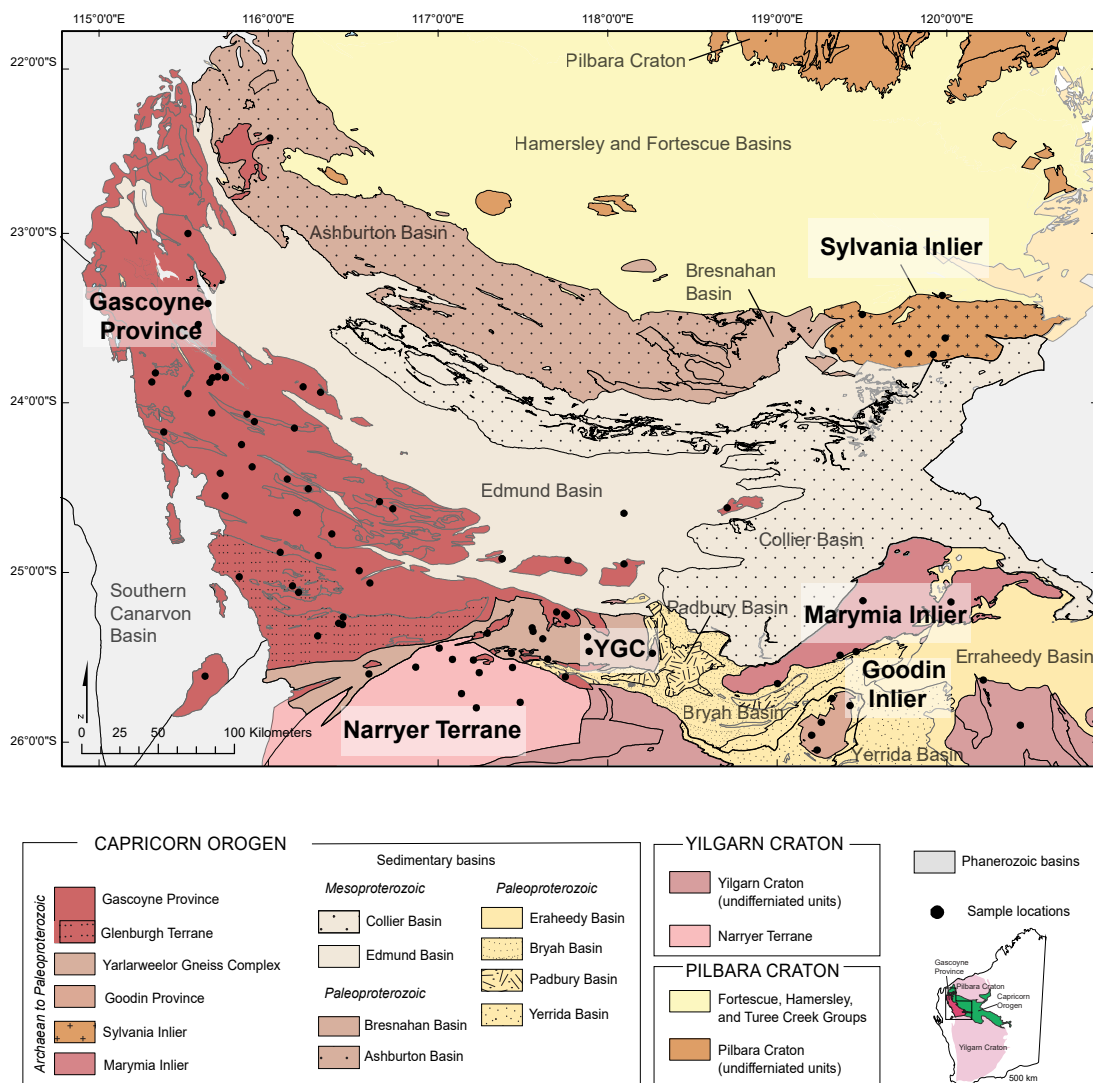 115°0'0"E 116°0'0"E 117°0'0"E 118°0'0"E 119°0'0"E 120°0'0"E
22°0'0"S
23°0'0"S
24°0'0"S
25°0'0"S
26°0'0"S
Pilbara Craton
Hamersley and Fortescue Basins
Ashburton Basin
Sylvania Inlier
Bresnahan
Basin
Gascoyne
Province
Edmund Basin
Collier Basin
Southern
Canarvon
Basin
Padbury Basin
Marymia Inlier
YGC
Goodin
Inlier
Erraheedy Basin
Bryah Basin
Narryer Terrane
Yerrida Basin
z
0 25 50 100 Kilometers
CAPRICORN OROGEN
Archaean to Paleoproterozoic
Gascoyne Province
Glenburgh Terrane
Yarlarweelor Gneiss Complex
Goodin Province
Sylvania Inlier
Marymia Inlier
Sedimentary basins
Mesoproterozoic
Collier Basin
Edmund Basin
Paleoproterozoic
Bresnahan Basin
Ashburton Basin
Paleoproterozoic
Eraheedy Basin
Bryah Basin
Padbury Basin
Yerrida Basin
YILGARN CRATON
Yilgarn Craton
(undifferniated units)
Narryer Terrane
PILBARA CRATON
Fortescue, Hamersley,
and Turee Creek Groups
Pilbara Craton
(undifferniated units)
Phanerozoic basins
Sample locations
Gascoyne
Province
Pilbara Craton
Capricorn
Orogen
Yilgarn Craton
500 km